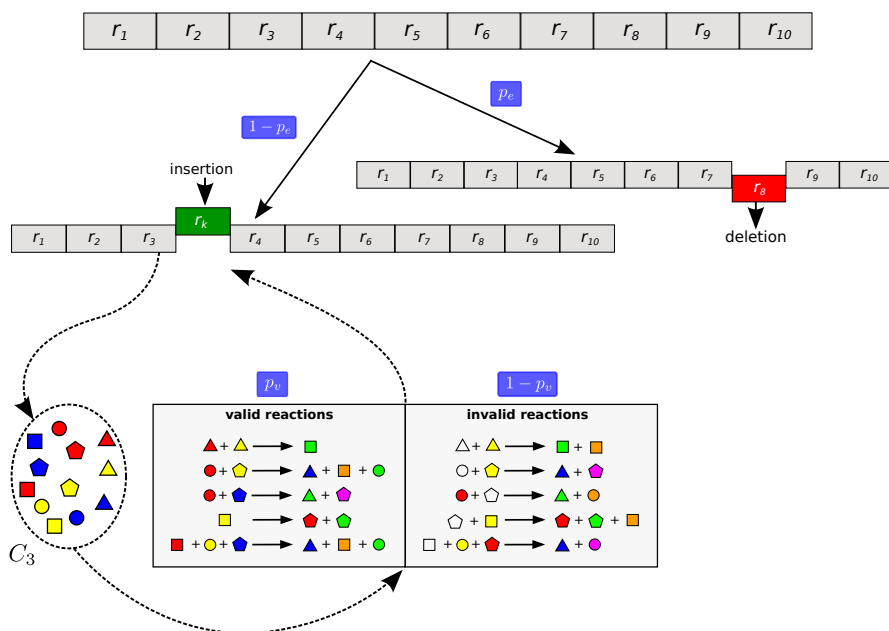 r1 r2 r3 r4 r5 r6 r7 r8 r9 r10
pe
1 − pe
insertion
r1 r2 r3 r4 r5 r6 r7 r8 r9 r10
deletion
rk
r1 r2 r3 r4 r5 r6 r7 r8 r9 r10
pv
1 − pv
valid reactions
invalid reactions
+
+
+ + +
+ +
+ +
+ +
+ + +
+ + +
+ + + +
+ + +
C3